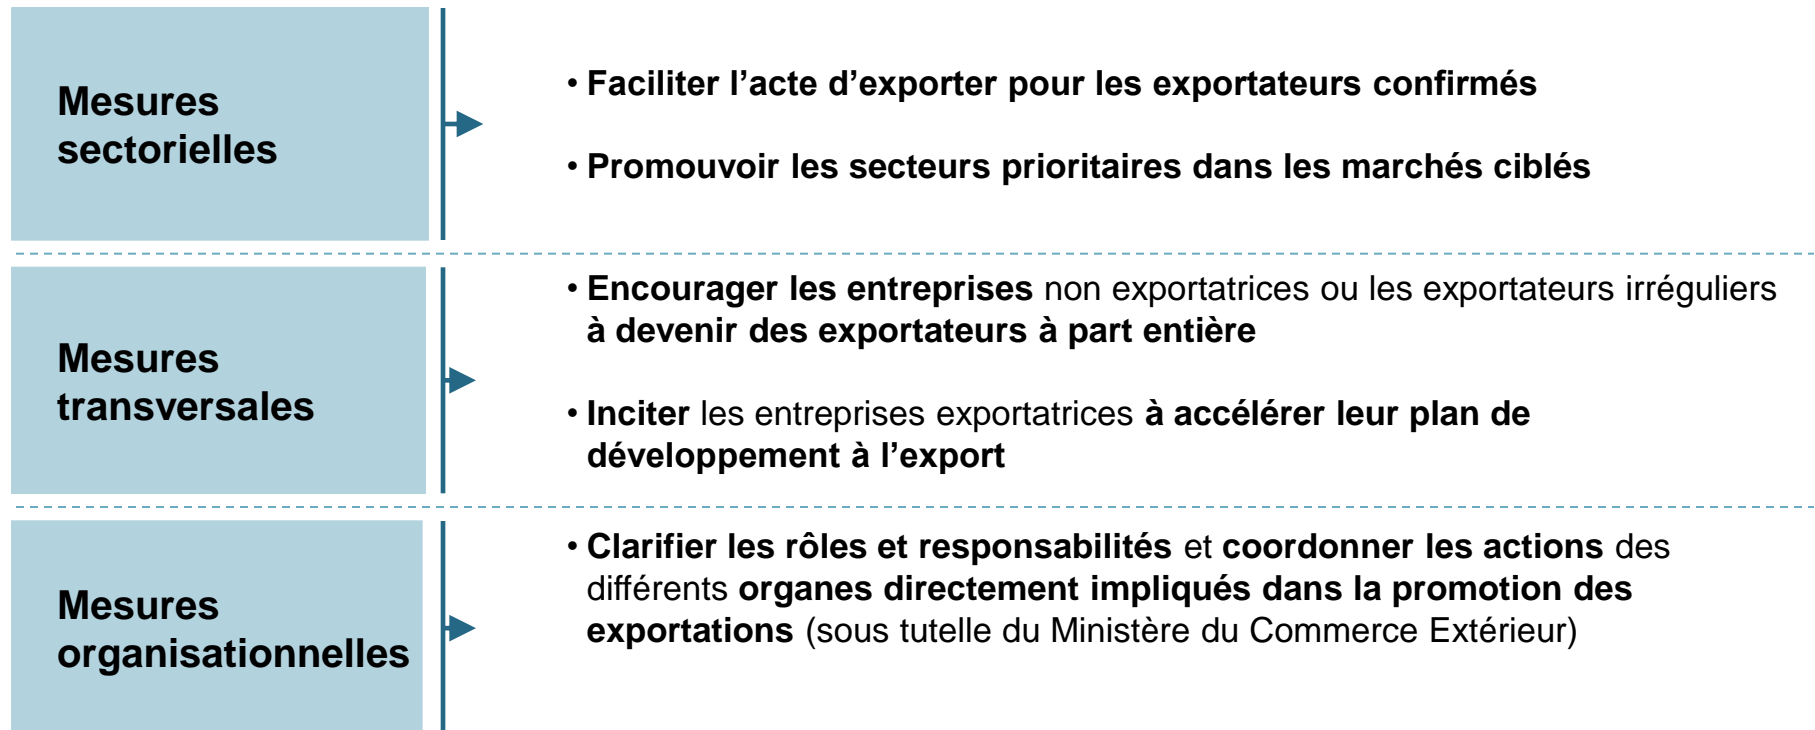 Mesures
sectorielles
• Faciliter l’acte d’exporter pour les exportateurs confirmés
• Promouvoir les secteurs prioritaires dans les marchés ciblés
Mesures
transversales
• Encourager les entreprises non exportatrices ou les exportateurs irréguliers
à devenir des exportateurs à part entière
• Inciter les entreprises exportatrices à accélérer leur plan de
développement à l’export
Mesures
organisationnelles
• Clarifier les rôles et responsabilités et coordonner les actions des
différents organes directement impliqués dans la promotion des
exportations (sous tutelle du Ministère du Commerce Extérieur)